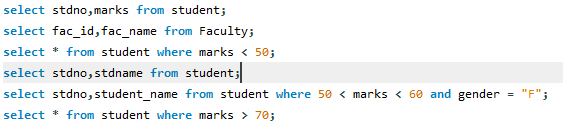 select stdno,marks from student;
select fac_id,fac_name from Faculty;
select * from student where marks < 50;
select stdno,stdname from student;
select stdno,student_name from student where 50 < marks < 60 and gender = "F";
select * from student where marks > 70;